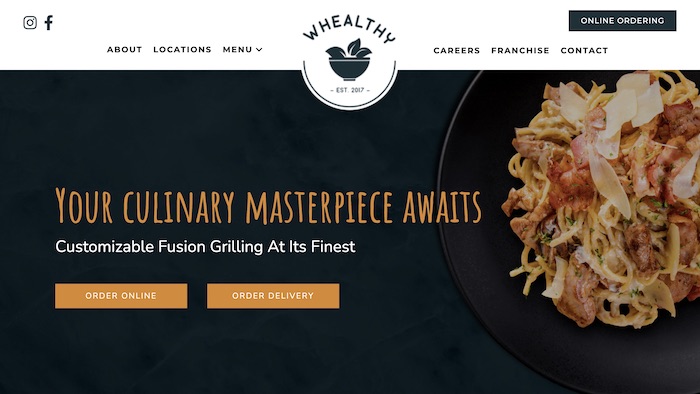 ONLINE ORDERING
WHEALTHY
ABOUT LOCATIONS MENU
CAREERS FRANCHISE CONTACT
- EST. 2017 -
Your culinary masterpiece awaits
Customizable Fusion Grilling At Its Finest
ORDER ONLINE
ORDER DELIVERY